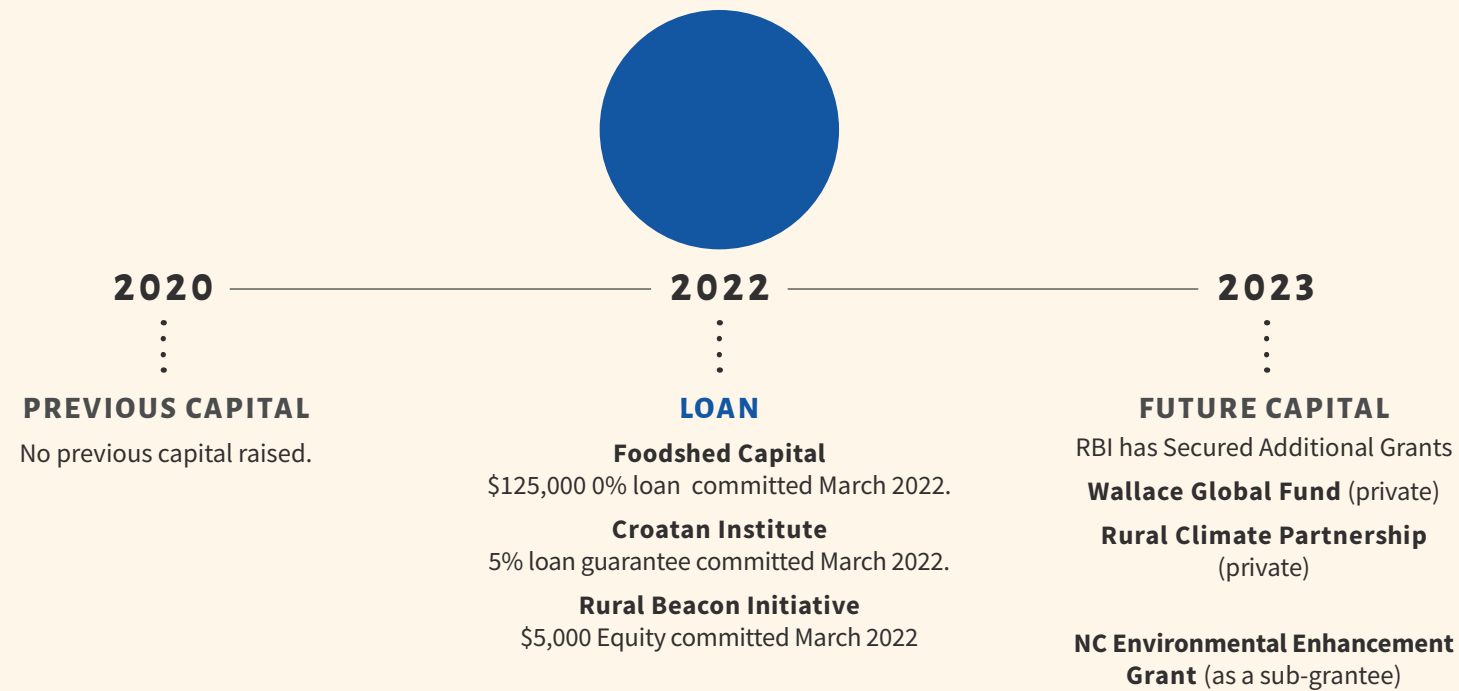 2020
2022
2023
PREVIOUS CAPITAL
No previous capital raised.
LOAN
Foodshed Capital
$125,000 0% loan committed March 2022.
Croatan Institute
5% loan guarantee committed March 2022.
Rural Beacon Initiative
$5,000 Equity committed March 2022
FUTURE CAPITAL
RBI has Secured Additional Grants
Wallace Global Fund (private)
Rural Climate Partnership
(private)
NC Environmental Enhancement
Grant (as a sub-grantee)